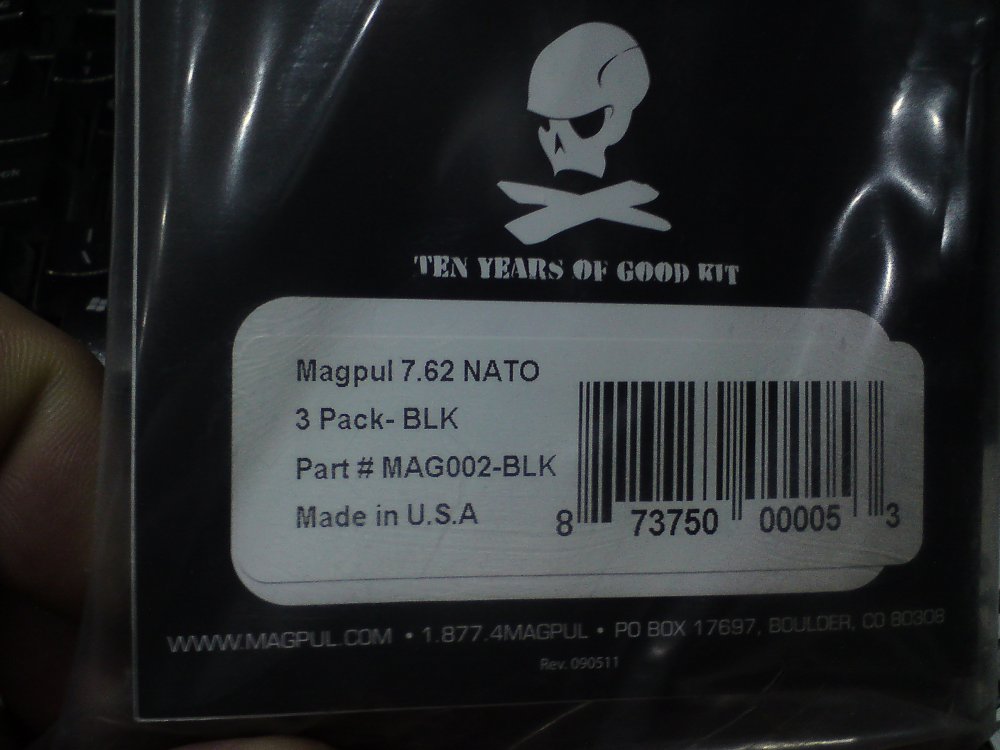 TEN YEARS OF GOOD KIT
Magpul 7.62 NATO
3 Pack- BLK
Part # MAG002-BLK
Made in U.S.A
8 73750 00005 3
WWW.MAGPUL.COM • 1.877.4MAGPUL • PO BOX 17697, BOULDER, CO 80308
Rev. 090511